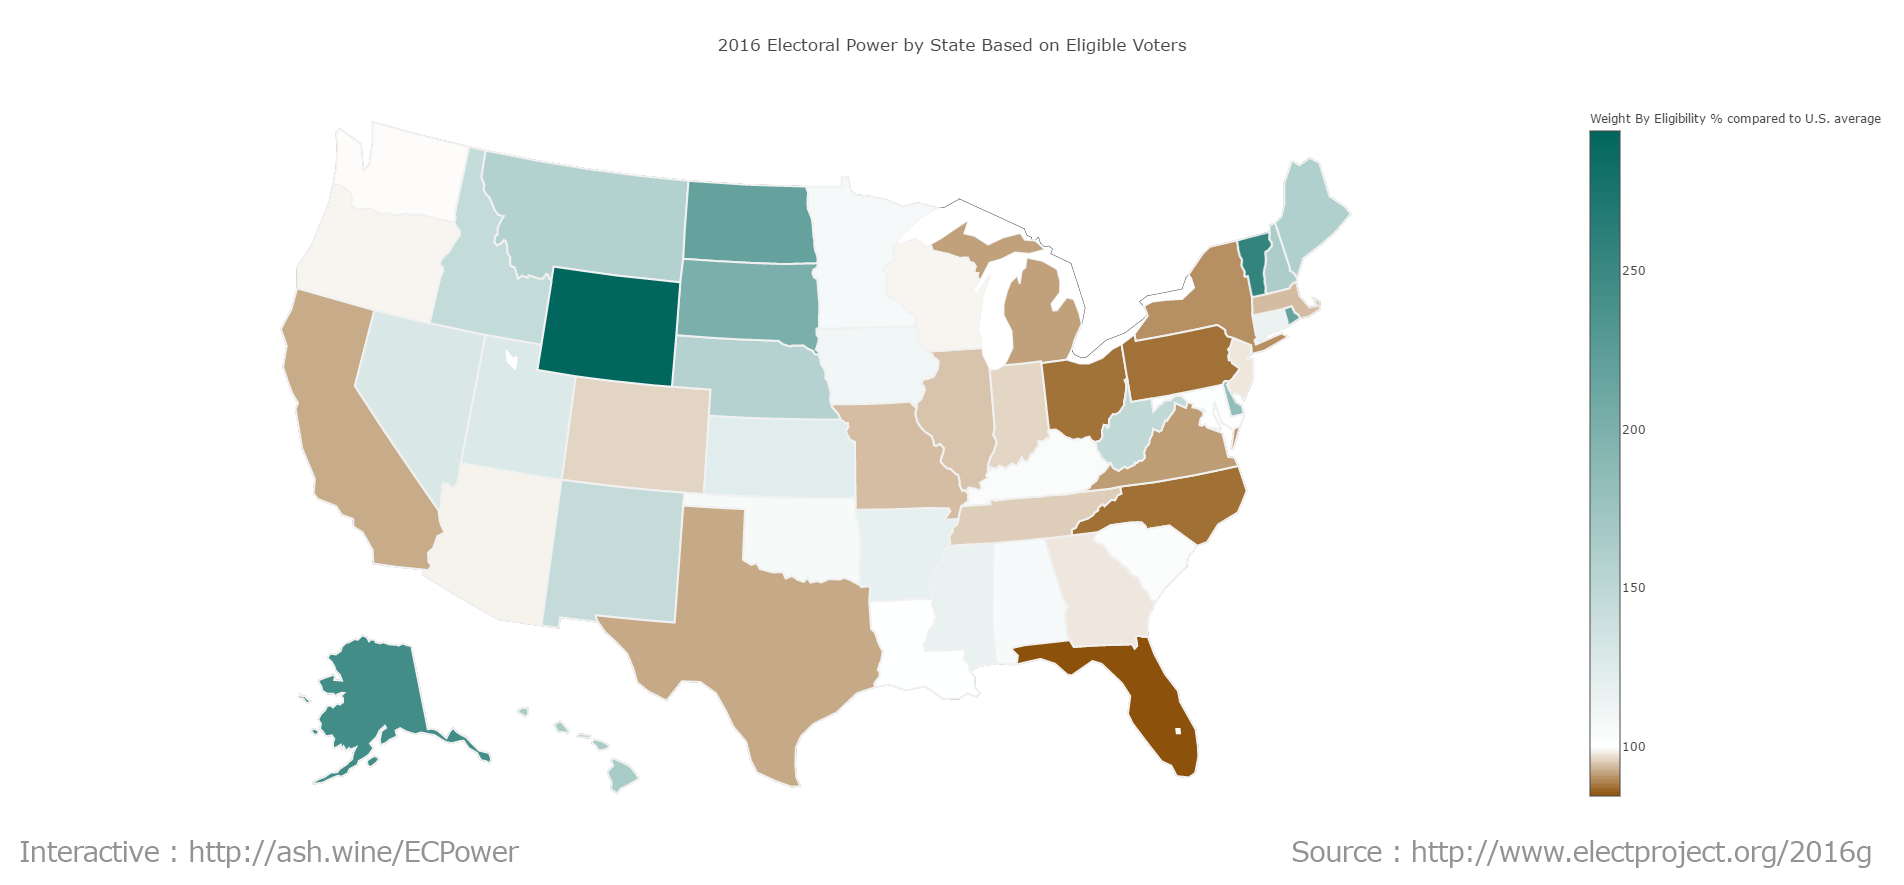 2016 Electoral Power by State Based on Eligible Voters
Weight By Eligibility % compared to U.S. average
250
200
150
100
Interactive : http://ash.wine/ECPower
Source : http://www.electproject.org/2016g